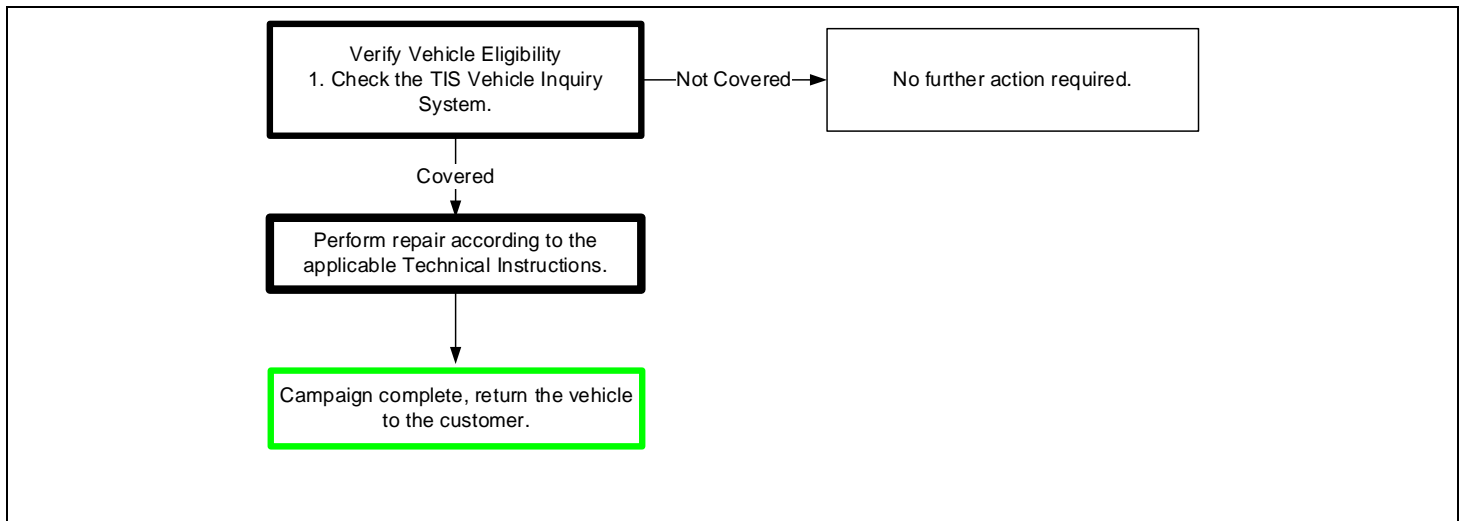 Verify Vehicle Eligibility
1. Check the TIS Vehicle Inquiry
System.
Not Covered
No further action required.
Covered
Perform repair according to the
applicable Technical Instructions.
Campaign complete, return the vehicle
to the customer.